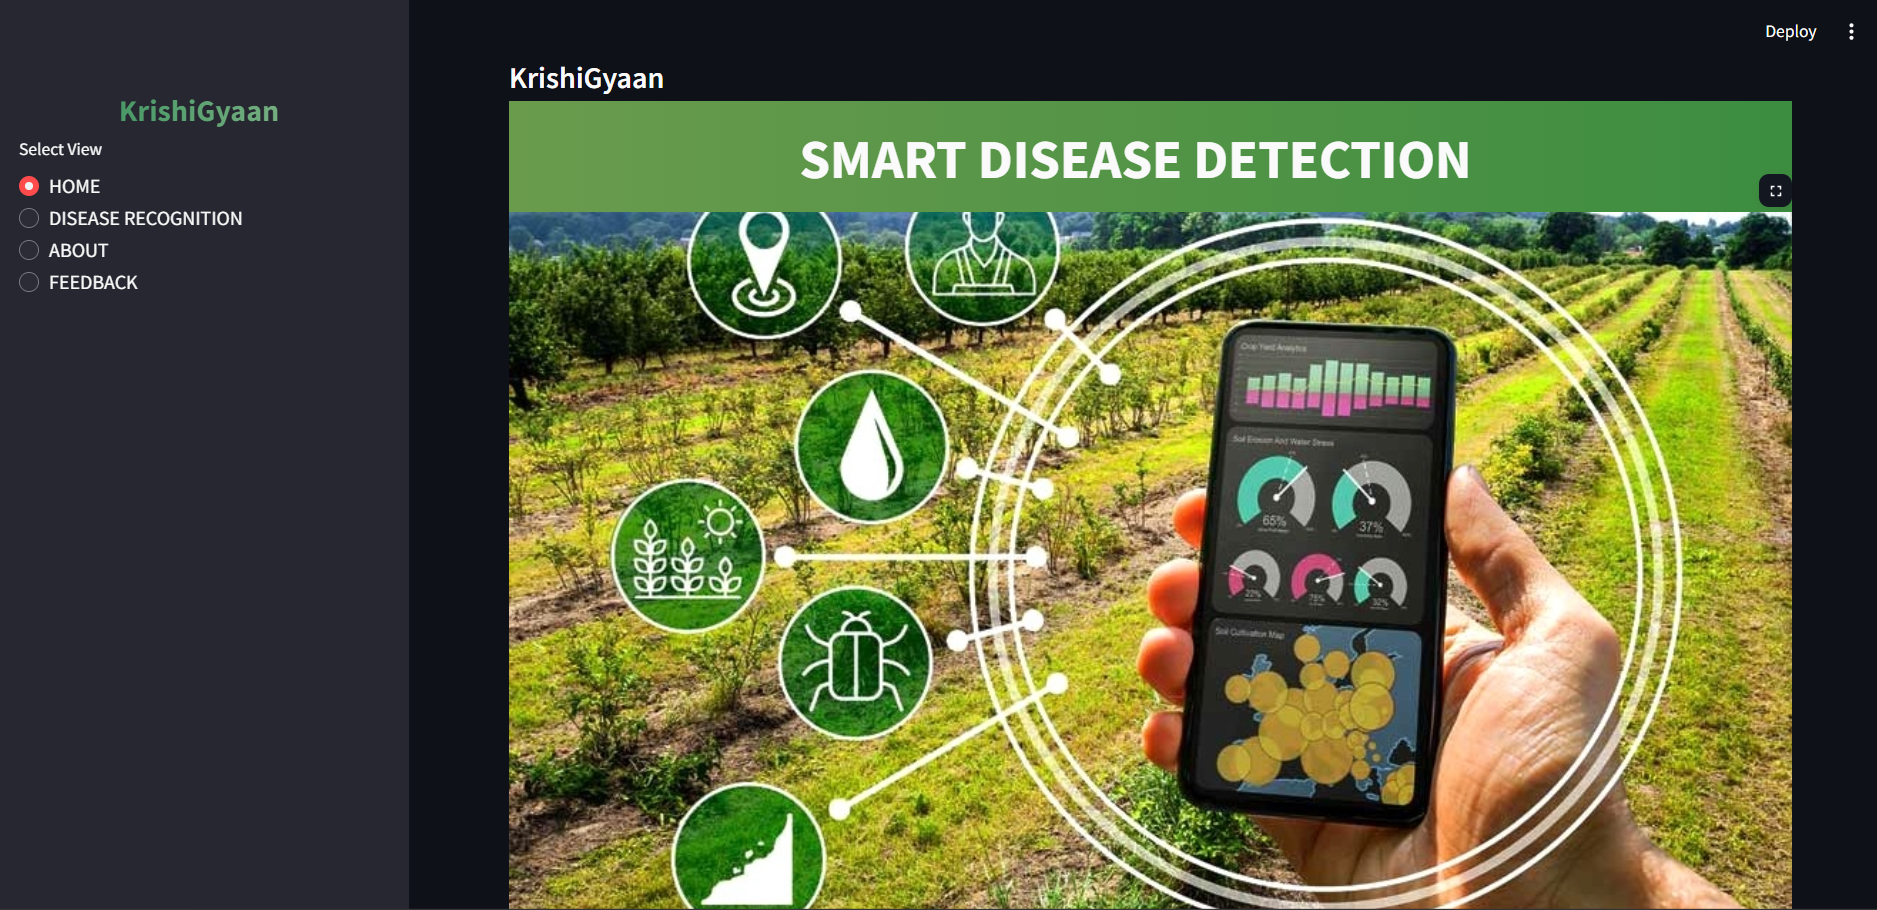 Deploy
KrishiGyaan
Select View
HOME
DISEASE RECOGNITION
ABOUT
FEEDBACK
KrishiGyaan
SMART DISEASE DETECTION
Crop Yield Analytics
Soil Erosion And Water Stress
65%
37%
22%
75%
32%
Soil Cultivation Map